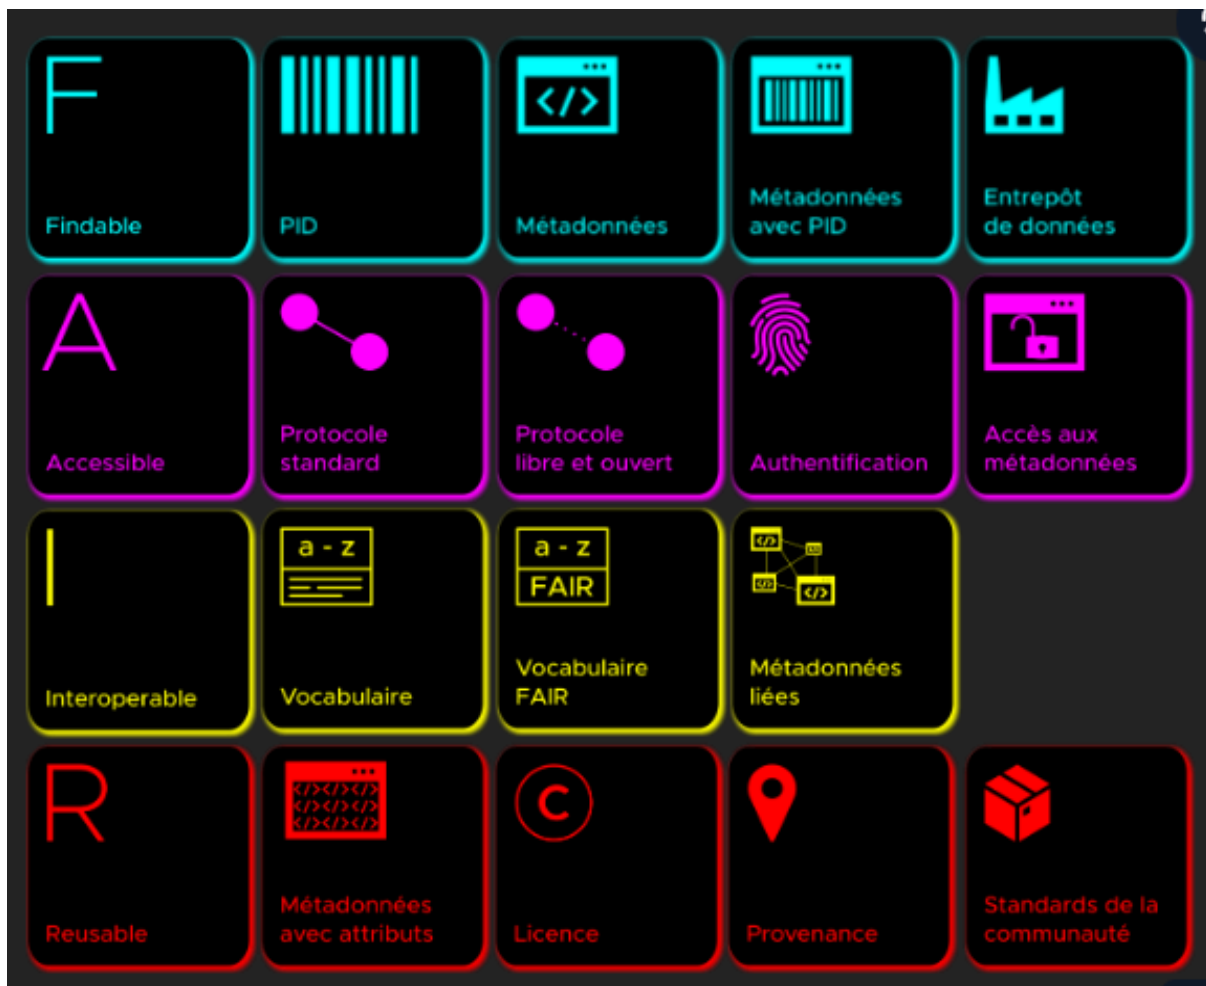 F
Findable
PID
</>
Métadonnées
Métadonnées
avec PID
Entrepôt
de données
A
Accessible
Protocole
standard
Protocole
libre et ouvert
Authentification
Accès aux
métadonnées
I
Interoperable
a - z
Vocabulaire
a - z
FAIR
Vocabulaire
FAIR
</>
</>
</>
</>
Métadonnées
liées
R
Reusable
</></></>
</></></>
</></></>
Métadonnées
avec attributs
C
Licence
Provenance
Standards de la
communauté